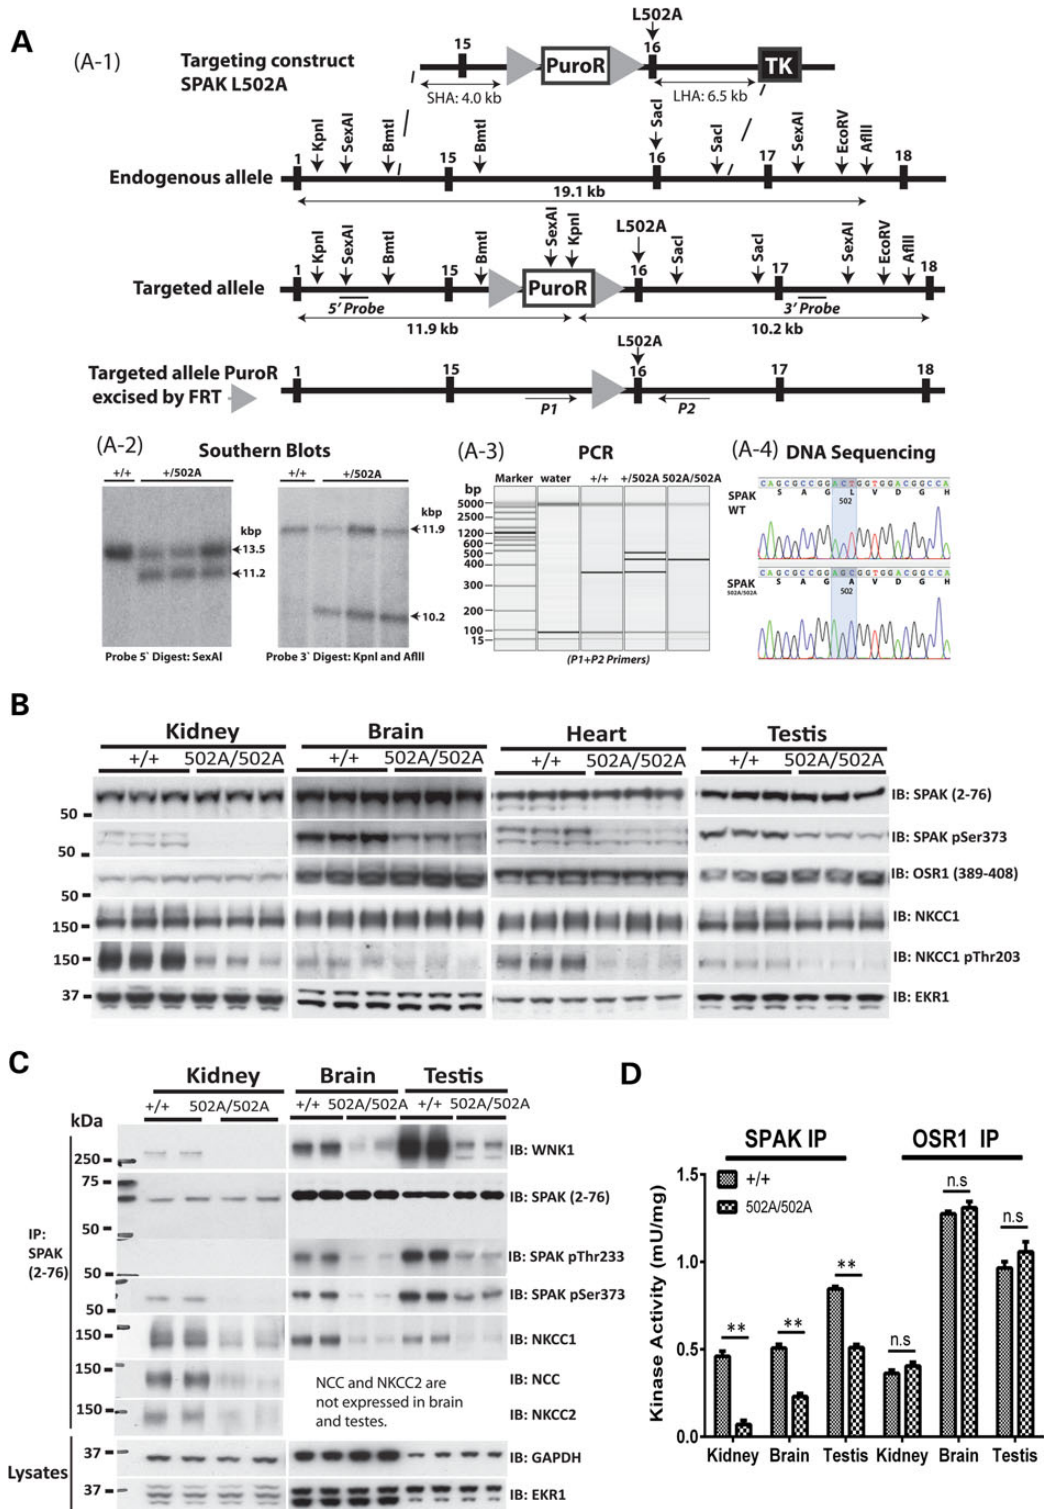 A
(A-1)
Targeting construct
SPAK L502A
15
PuroR
L502A
16
TK
SHA: 4.0 kb
LHA: 6.5 kb
Endogenous allele
1
KpnI
SexAI
BmtI
15
BmtI
SacI
16
SacI
17
SexAI
EcoRV
AflII
18
19.1 kb
Targeted allele
1
KpnI
SexAI
BmtI
15
BmtI
SexAI
KpnI
PuroR
L502A
16
SacI
SacI
17
SexAI
EcoRV
AflII
18
5' Probe
3' Probe
11.9 kb
10.2 kb
Targeted allele PuroR
excised by FRT
1
15
L502A
16
17
18
P1
P2
(A-2)
Southern Blots
+/+
+/502A
kbp
13.5
11.2
Probe 5` Digest: SexAI
+/+
+/502A
kbp
11.9
10.2
Probe 3` Digest: KpnI and AflII
(A-3)
PCR
Marker water +/+ +/502A 502A/502A
bp
5000
2500
1200
600
500
400
300
200
100
15
(P1+P2 Primers)
(A-4) DNA Sequencing
SPAK
WT
C A G C G C C G G A C T G G T G G A C G G C C A
S A G L V D G H
502
SPAK
502A/502A
C A G C G C C G G A G C G G T G G A C G G C C A
S A G A V D G H
502
B
Kidney Brain Heart Testis
+/+ 502A/502A +/+ 502A/502A +/+ 502A/502A +/+ 502A/502A
50
IB: SPAK (2-76)
50
IB: SPAK pSer373
50
IB: OSR1 (389-408)
150
IB: NKCC1
150
IB: NKCC1 pThr203
37
IB: EKR1
C
Kidney Brain Testis
+/+ 502A/502A +/+ 502A/502A +/+ 502A/502A
kDa
IP:
SPAK
(2-76)
250
IB: WNK1
75
50
IB: SPAK (2-76)
50
IB: SPAK pThr233
50
IB: SPAK pSer373
150
IB: NKCC1
150
IB: NCC
150
IB: NKCC2
NCC and NKCC2 are
not expressed in brain
and testes.
Lysates
37
IB: GAPDH
37
IB: EKR1
D
SPAK IP OSR1 IP
Kinase Activity (mU/mg)
1.5
1.0
0.5
0.0
+/+
502A/502A
**
**
**
n.s
n.s
n.s
Kidney Brain Testis Kidney Brain Testis